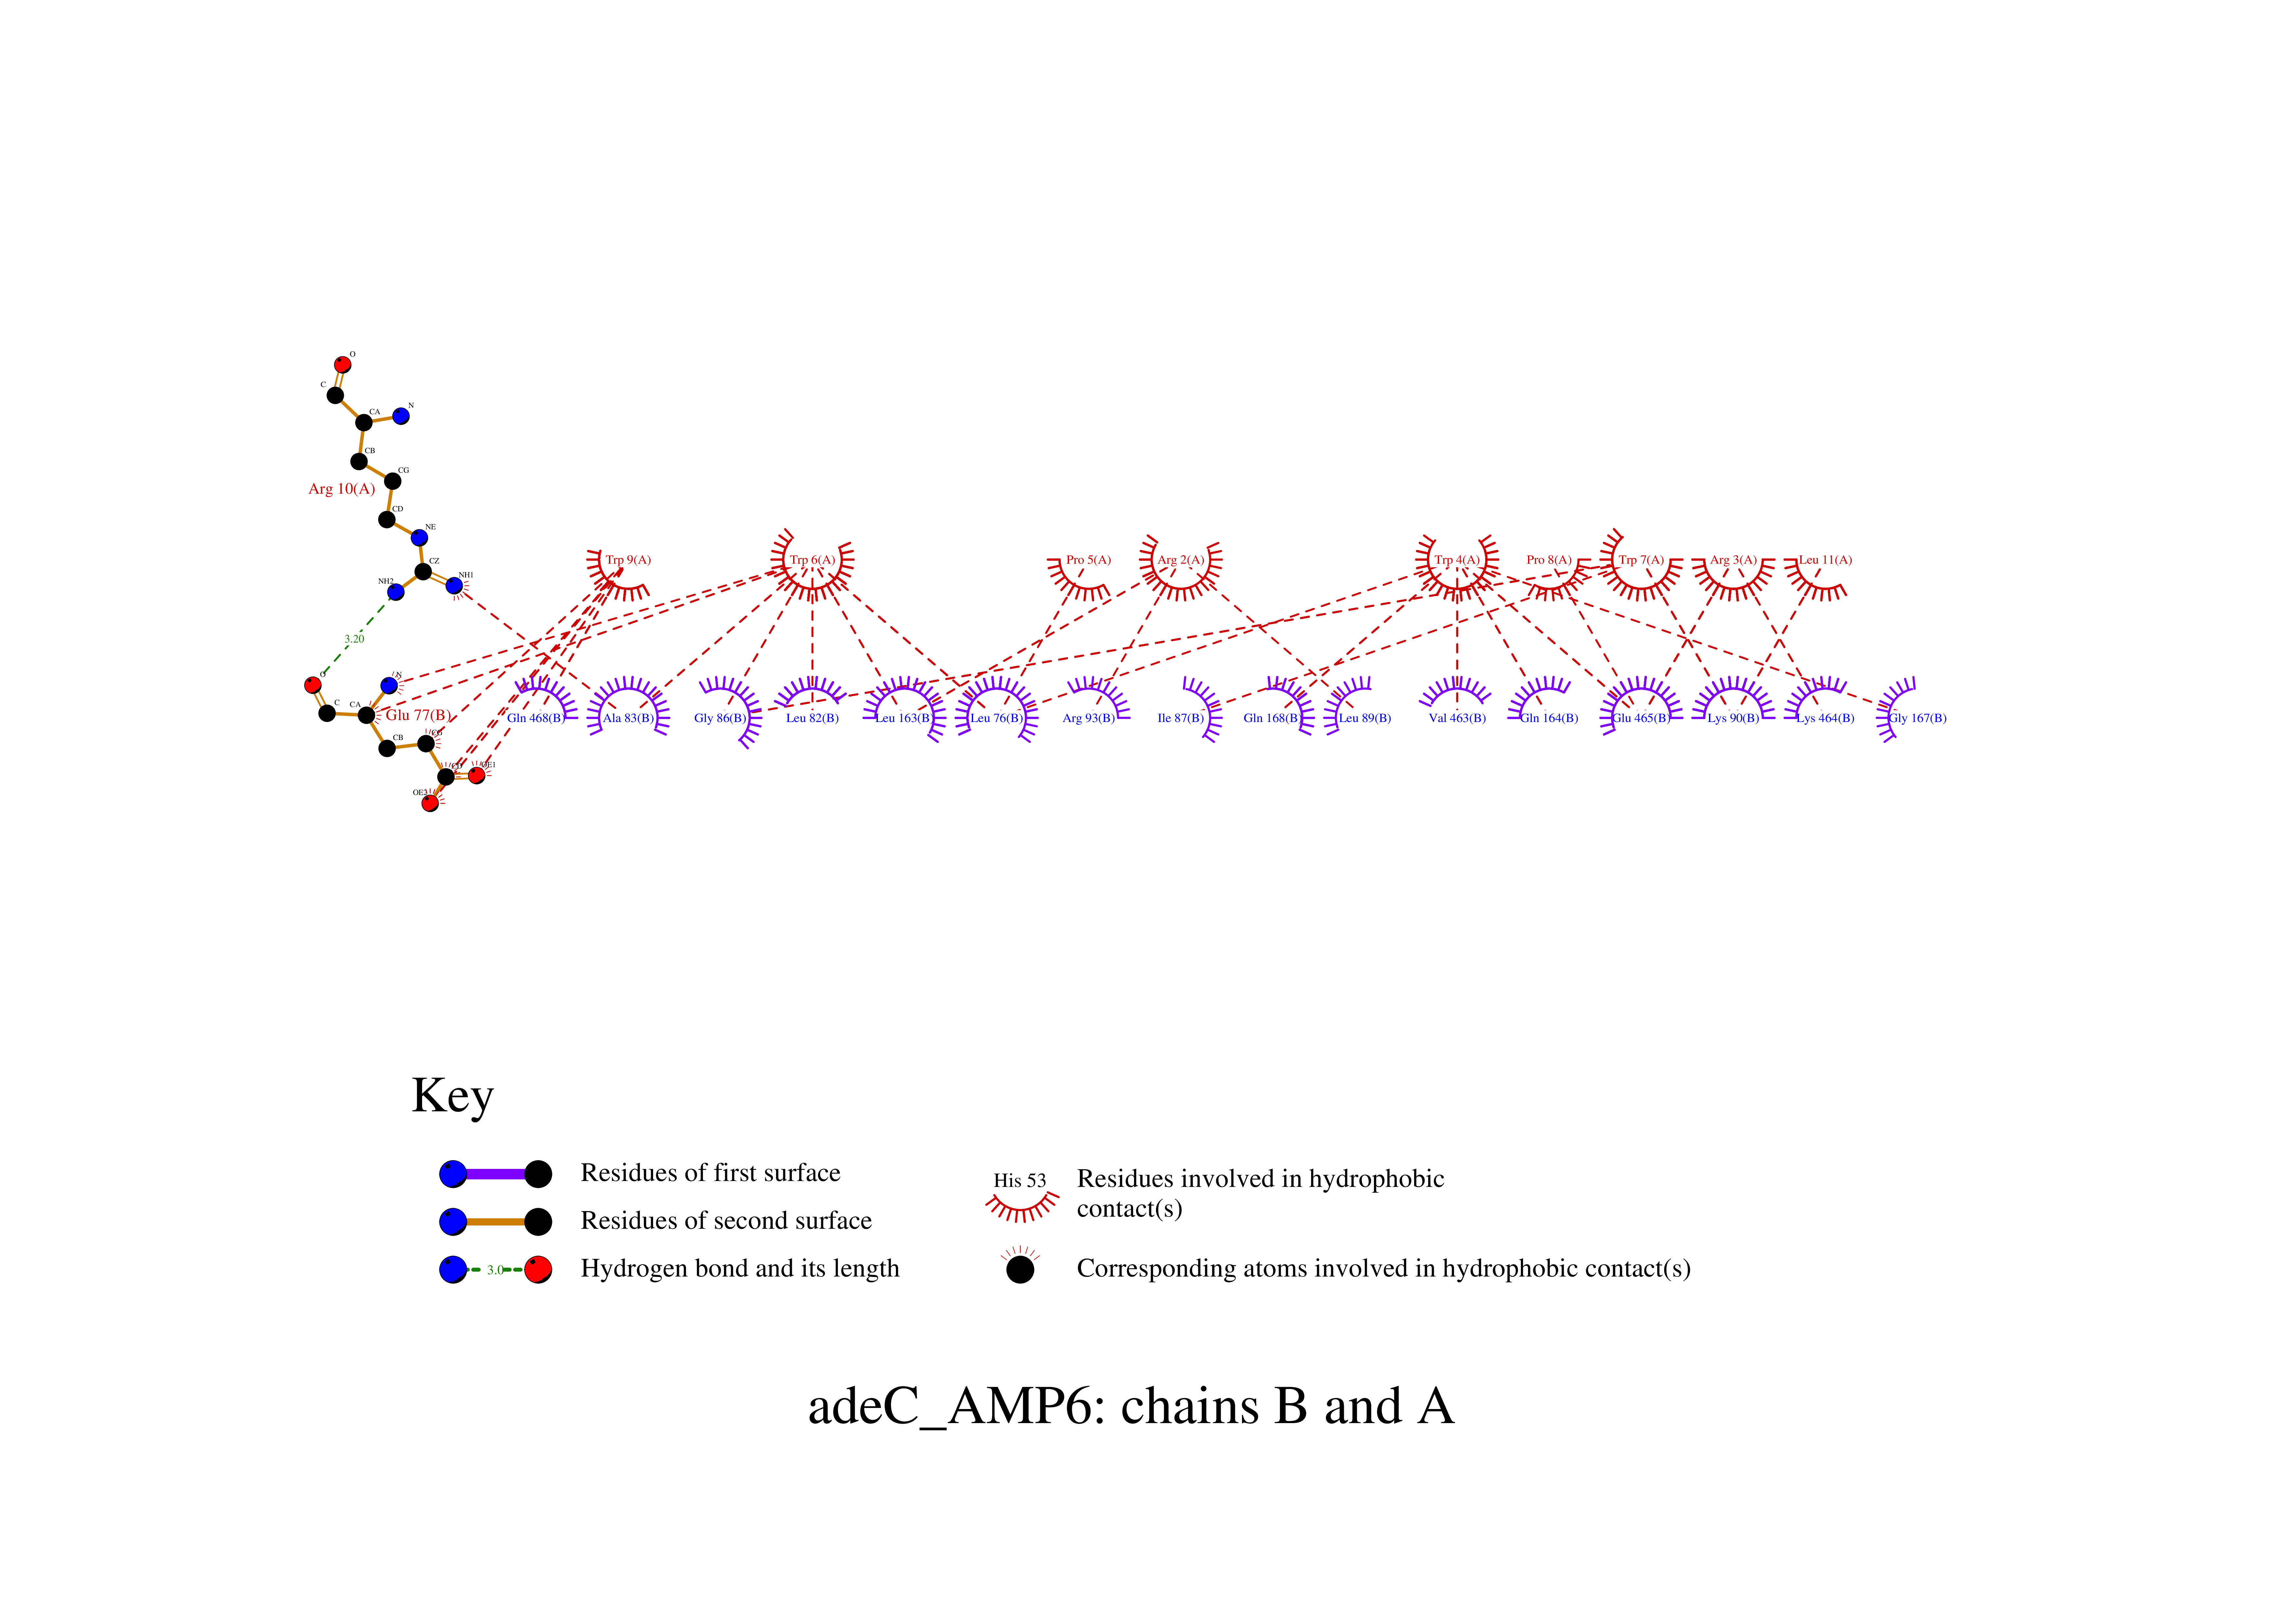 O
C
CA
N
CB
CG
Arg 10(A)
CD
NE
CZ
NH2
NH1
Trp 9(A) Trp 6(A) Pro 5(A) Arg 2(A) Trp 4(A) Pro 8(A) Trp 7(A) Arg 3(A) Leu 11(A)
3.20
O
N
C
CA
Glu 77(B)
Gln 468(B) Ala 83(B) Gly 86(B) Leu 82(B) Leu 163(B) Leu 76(B) Arg 93(B) Ile 87(B) Gln 168(B) Leu 89(B) Val 463(B) Gln 164(B) Glu 465(B) Lys 90(B) Lys 464(B) Gly 167(B)
CB
CG
CD
OE1
OE2
Key
Residues of first surface
Residues of second surface
3.0
Hydrogen bond and its length
His 53
Residues involved in hydrophobic
contact(s)
Corresponding atoms involved in hydrophobic contact(s)
adeC_AMP6: chains B and A